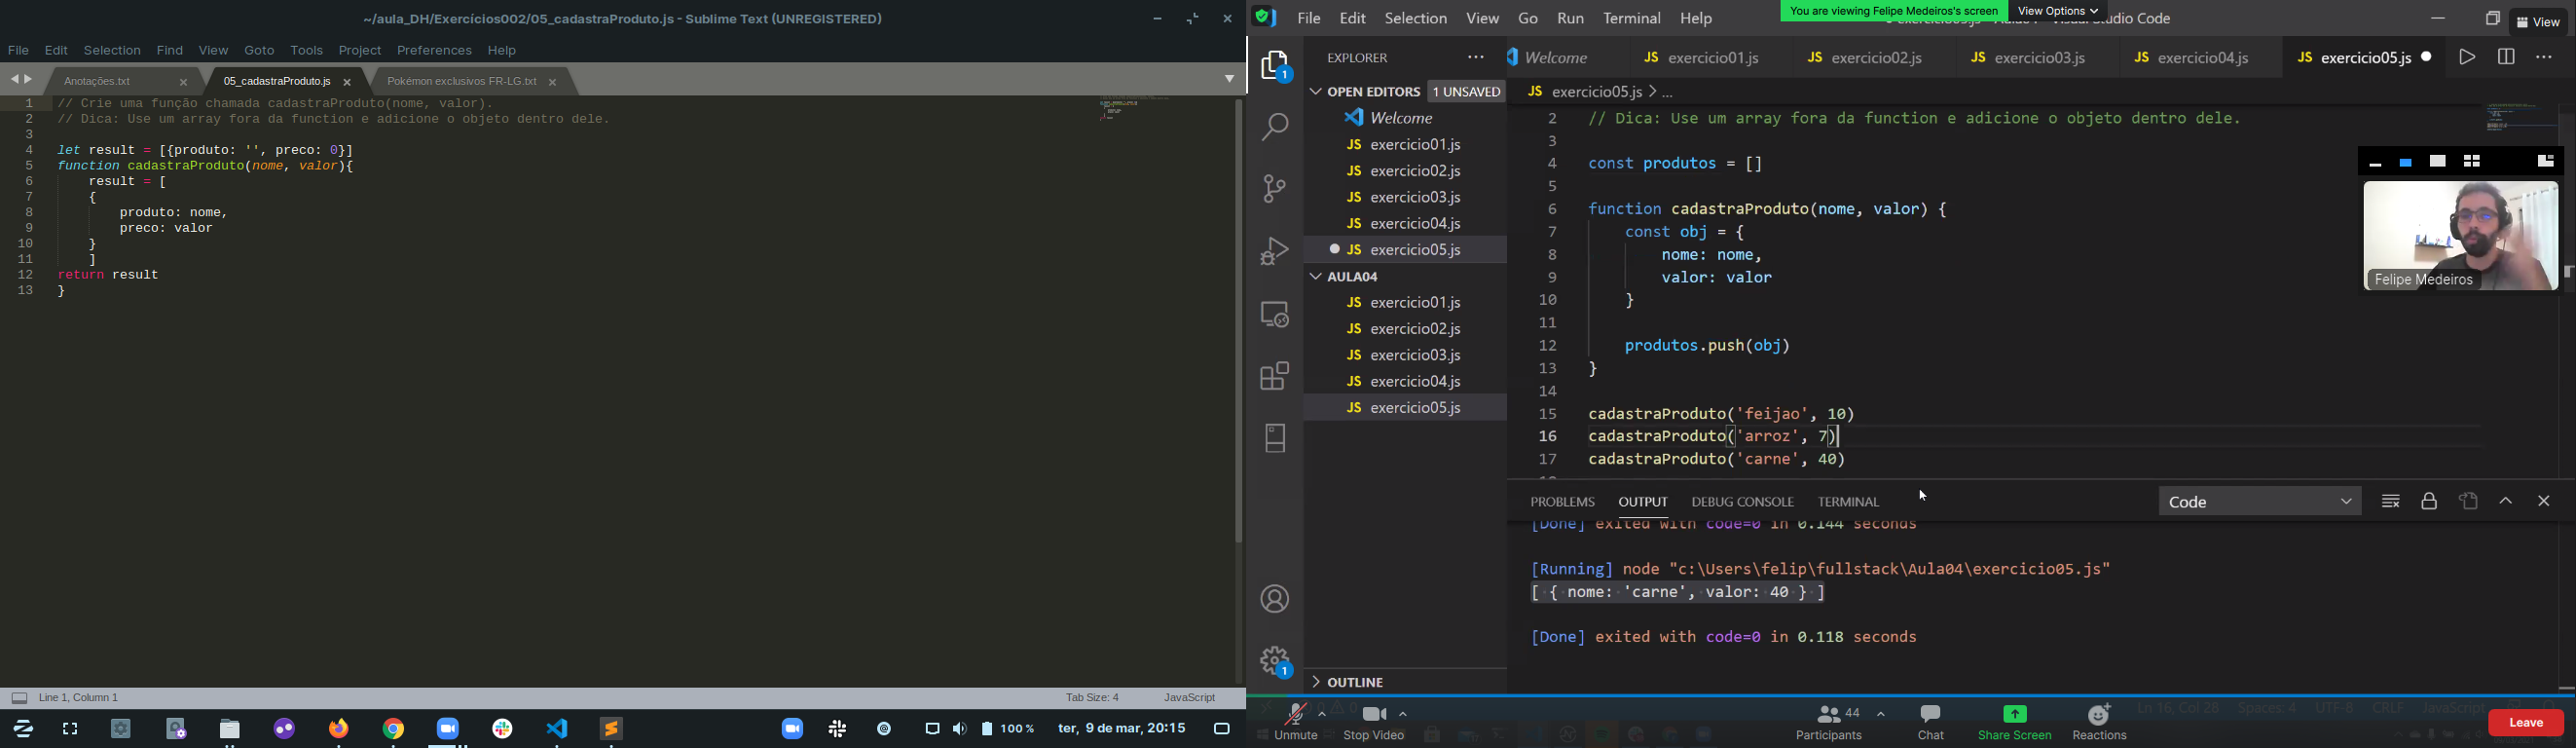 ~/aula_DH/Exercícios002/05_cadastraProduto.js - Sublime Text (UNREGISTERED)
File Edit Selection Find View Goto Tools Project Preferences Help
Anotações.txt 05_cadastraProduto.js Pokémon exclusivos FR-LG.txt
1 // Crie uma função chamada cadastraProduto(nome, valor).
2 // Dica: Use um array fora da function e adicione o objeto dentro dele.
3
4 let result = [{produto: '', preco: 0}]
5 function cadastraProduto(nome, valor){
6 result = [
7 {
8 produto: nome,
9 preco: valor
10 }
11 ]
12 return result
13 }
Line 1, Column 1 Tab Size: 4 JavaScript
100 % ter, 9 de mar, 20:15
File Edit Selection View Go Run Terminal Help
You are viewing Felipe Medeiros's screen View Options
Studio Code
View
EXPLORER
1
OPEN EDITORS 1 UNSAVED
Welcome
JS exercicio01.js
JS exercicio02.js
JS exercicio03.js
JS exercicio04.js
JS exercicio05.js
AULA04
JS exercicio01.js
JS exercicio02.js
JS exercicio03.js
JS exercicio04.js
JS exercicio05.js
OUTLINE
1
Welcome JS exercicio01.js JS exercicio02.js JS exercicio03.js JS exercicio04.js JS exercicio05.js
JS exercicio05.js > ...
2 // Dica: Use um array fora da function e adicione o objeto dentro dele.
3
4 const produtos = []
5
6 function cadastraProduto(nome, valor) {
7 const obj = {
8 nome: nome,
9 valor: valor
10 }
11
12 produtos.push(obj)
13 }
14
15 cadastraProduto('feijao', 10)
16 cadastraProduto('arroz', 7)
17 cadastraProduto('carne', 40)
Felipe Medeiros
PROBLEMS OUTPUT DEBUG CONSOLE TERMINAL Code
[Done] exited with code=0 in 0.144 seconds
[Running] node "c:\Users\felip\fullstack\Aula04\exercicio05.js"
[ { nome: 'carne', valor: 40 } ]
[Done] exited with code=0 in 0.118 seconds
Ln 16, Col 28 Spaces: 4 UTF-8 CRLF JavaScript
Unmute Stop Video Participants 44 Chat Share Screen Reactions Leave